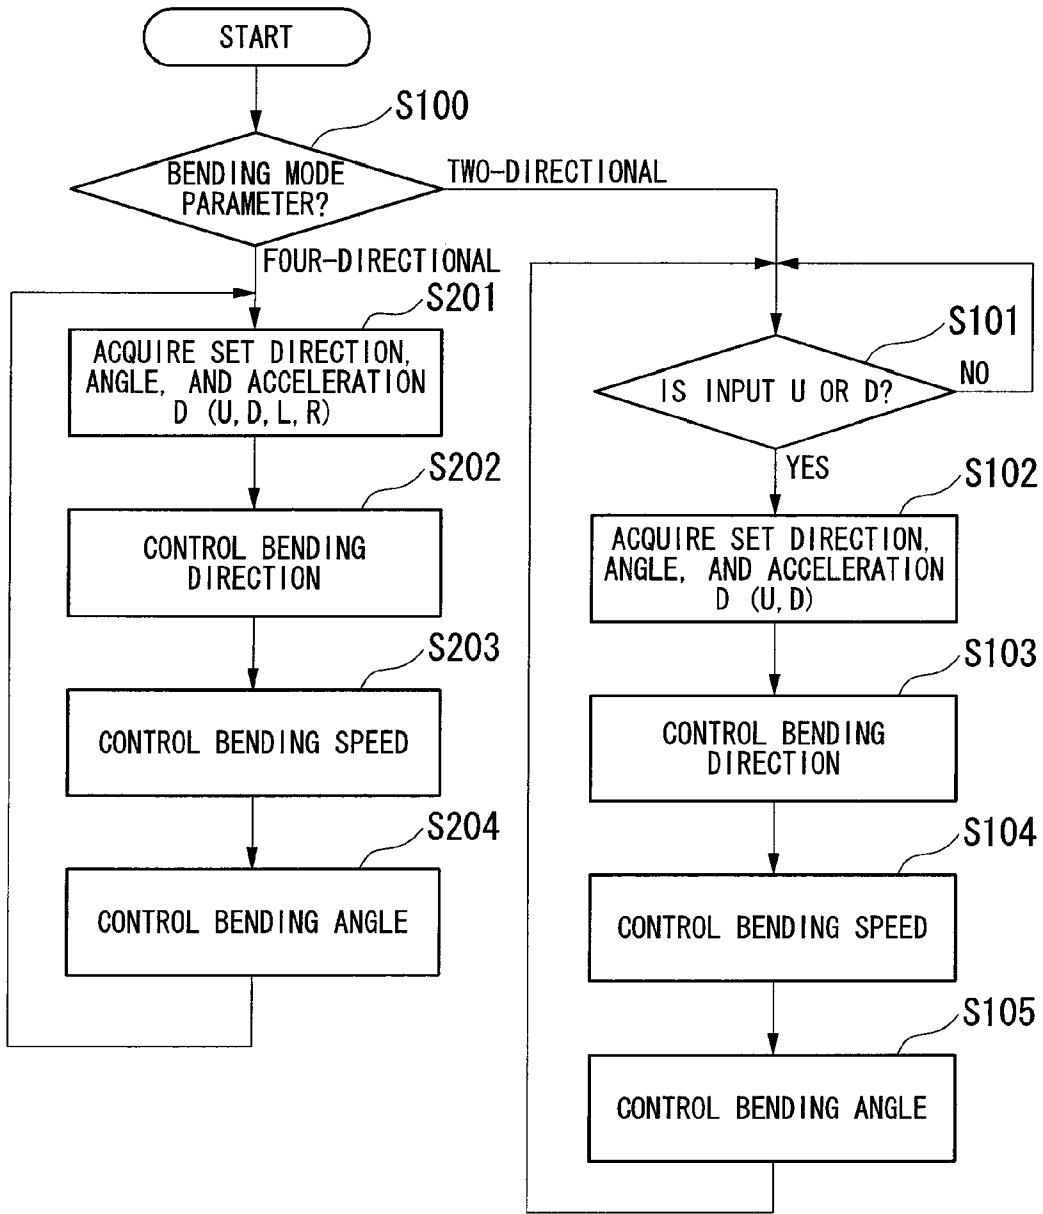 START
S100
BENDING MODE
PARAMETER?
TWO-DIRECTIONAL
FOUR-DIRECTIONAL
S201
ACQUIRE SET DIRECTION,
ANGLE, AND ACCELERATION
D (U, D, L, R)
S202
CONTROL BENDING
DIRECTION
S203
CONTROL BENDING SPEED
S204
CONTROL BENDING ANGLE
S101
IS INPUT U OR D?
NO
YES
S102
ACQUIRE SET DIRECTION,
ANGLE, AND ACCELERATION
D (U, D)
S103
CONTROL BENDING
DIRECTION
S104
CONTROL BENDING SPEED
S105
CONTROL BENDING ANGLE